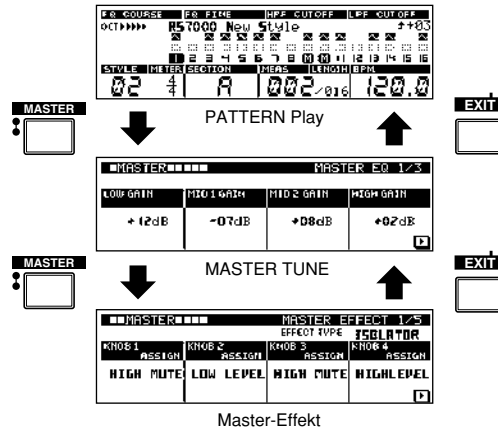 EQ COURSE EQ FINE HPF CUTOFF LPF CUTOFF
OCT RS7000 New Style +03
1 2 3 4 5 6 7 8 11 12 13 14 15 16
STYLE METER SECTION MEAS LENGTH BPM
02 4/4 A 002/016 120.0
MASTER
EXIT
PATTERN Play
MASTER MASTER EQ 1/3
LOW GAIN MID 1 GAIN MID 2 GAIN HIGH GAIN
+12dB -07dB +08dB +02dB
MASTER
EXIT
MASTER TUNE
MASTER MASTER EFFECT 1/5
EFFECT TYPE ISOLATOR
KNOB 1 KNOB 2 KNOB 3 KNOB 4
ASSIGN ASSIGN ASSIGN ASSIGN
HIGH MUTE LOW LEVEL HIGH MUTE HIGHLEVEL
Master-Effekt